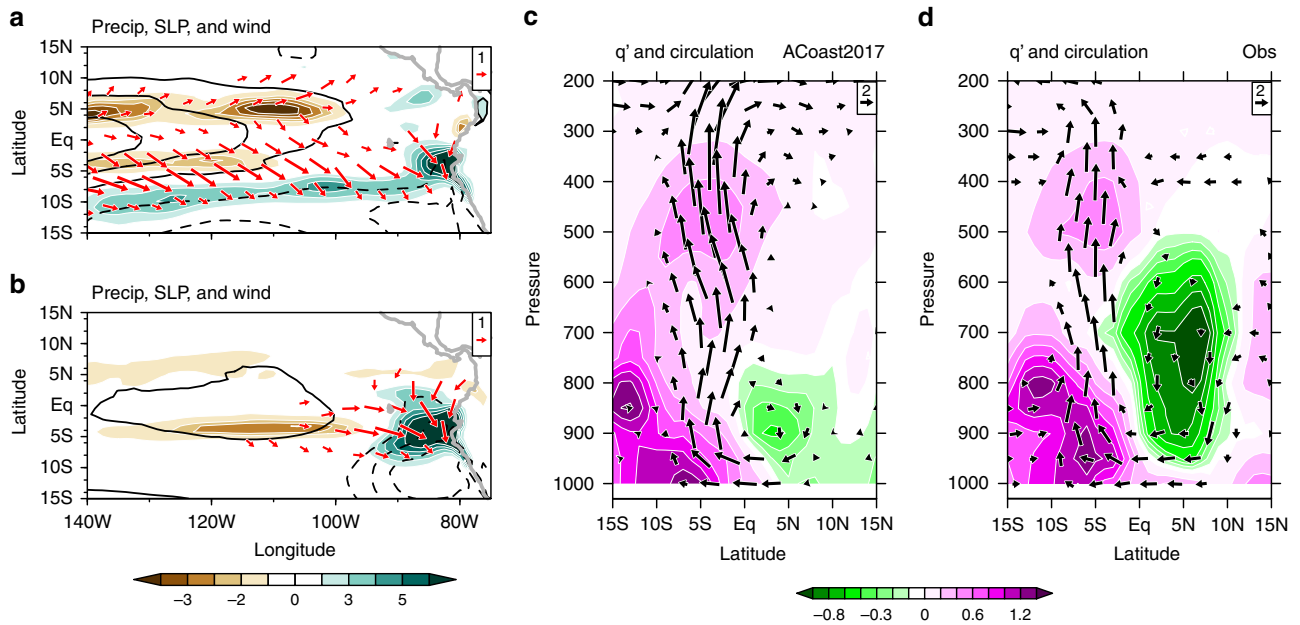 a
Precip, SLP, and wind
15N
10N
5N
Eq
5S
10S
15S
Latitude
1
b
Precip, SLP, and wind
15N
10N
5N
Eq
5S
10S
15S
Latitude
1
140W 120W 100W 80W
Longitude
−3 −2 0 3 5
c
q' and circulation ACoast2017
200
300
400
500
600
700
800
900
1000
Pressure
2
15S 10S 5S Eq 5N 10N 15N
Latitude
d
q' and circulation Obs
200
300
400
500
600
700
800
900
1000
Pressure
2
15S 10S 5S Eq 5N 10N 15N
Latitude
−0.8 −0.3 0 0.6 1.2